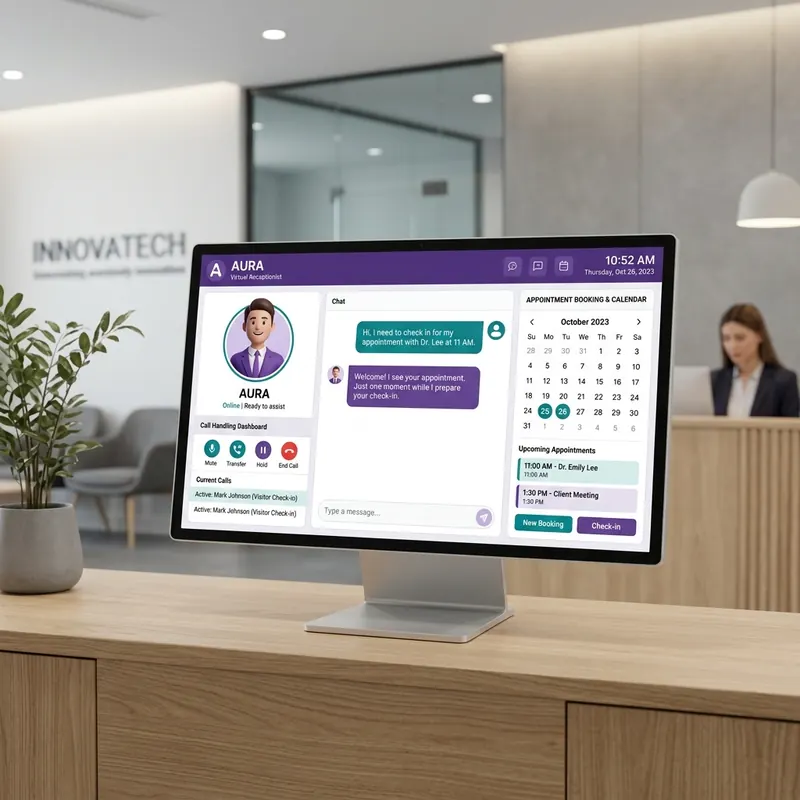 INNOVATECH
A
AURA
Virtual Receptionist
10:52 AM
Thursday, Oct 26, 2023
AURA
Online | Ready to assist
Call Handling Dashboard
Mute
Transfer
Hold
End Call
Current Calls
Active: Mark Johnson (Visitor Check-in)
Active: Mark Johnson (Visitor Check-in)
Chat
Hi, I need to check in for my
appointment with Dr. Lee at 11 AM.
Welcome! I see your appointment.
Just one moment while I prepare
your check-in.
Type a message...
APPOINTMENT BOOKING & CALENDAR
‹ October 2023 ›
Su Mo Tu We Th Fr Sa
28 29 30 31 1 2 3
4 5 6 7 8 9 10
11 12 13 14 15 16 17
18 19 20 21 21 22 23
24 25 26 27 28 29 30
31 1 2 3 4 5 6
Upcoming Appointments
11:00 AM - Dr. Emily Lee
11:00 AM
1:30 PM - Client Meeting
1:30 PM
New Booking
Check-in